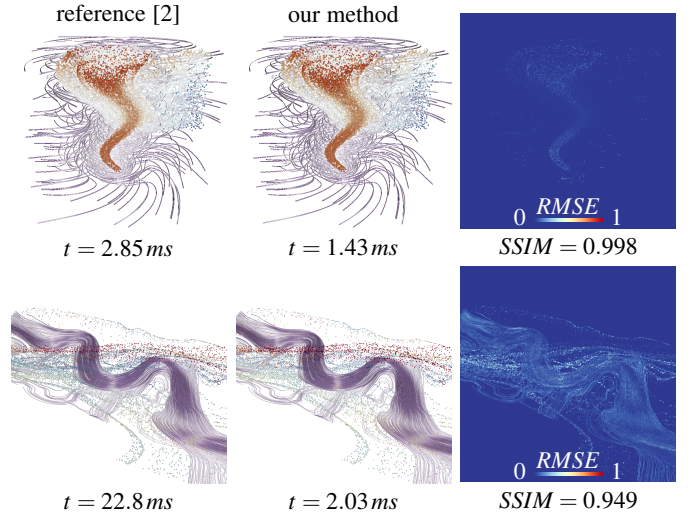 reference [2] our method
0 RMSE 1
t = 2.85 ms t = 1.43 ms SSIM = 0.998
0 RMSE 1
t = 22.8 ms t = 2.03 ms SSIM = 0.949